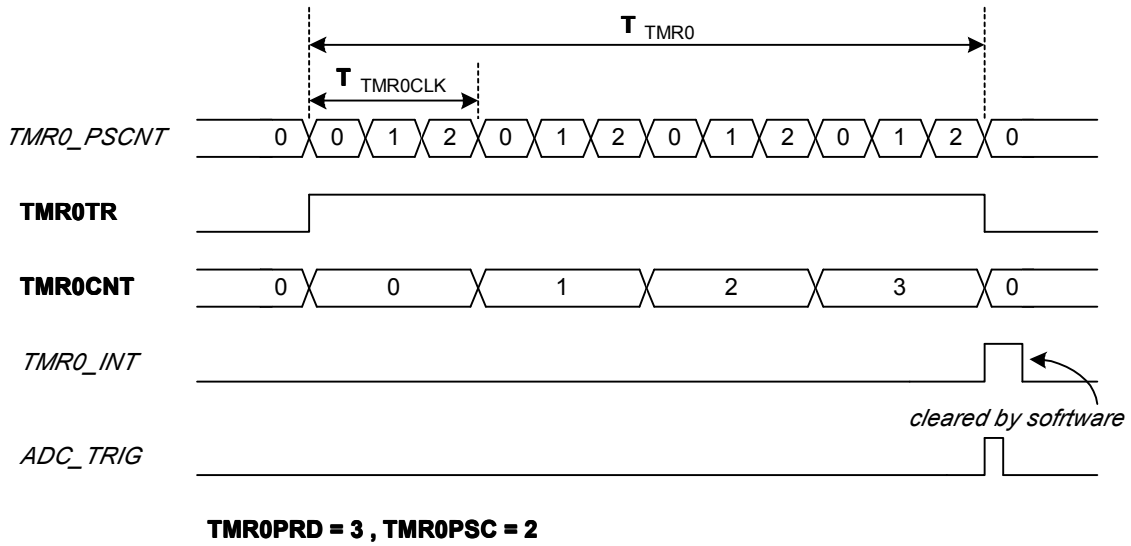 T TMR0
T TMR0CLK
TMR0_PSCNT 0 0 1 2 0 1 2 0 1 2 0 1 2 0
TMR0TR
TMR0CNT 0 0 1 2 3 0
TMR0_INT
cleared by sofrtware
ADC_TRIG
TMR0PRD = 3 , TMR0PSC = 2